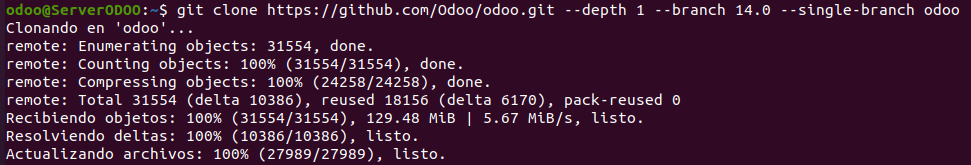 odoo@ServerODOO:~$ git clone https://github.com/Odoo/odoo.git --depth 1 --branch 14.0 --single-branch odoo
Clonando en 'odoo'...
remote: Enumerating objects: 31554, done.
remote: Counting objects: 100% (31554/31554), done.
remote: Compressing objects: 100% (24258/24258), done.
remote: Total 31554 (delta 10386), reused 18156 (delta 6170), pack-reused 0
Recibiendo objetos: 100% (31554/31554), 129.48 MiB | 5.67 MiB/s, listo.
Resolviendo deltas: 100% (10386/10386), listo.
Actualizando archivos: 100% (27989/27989), listo.